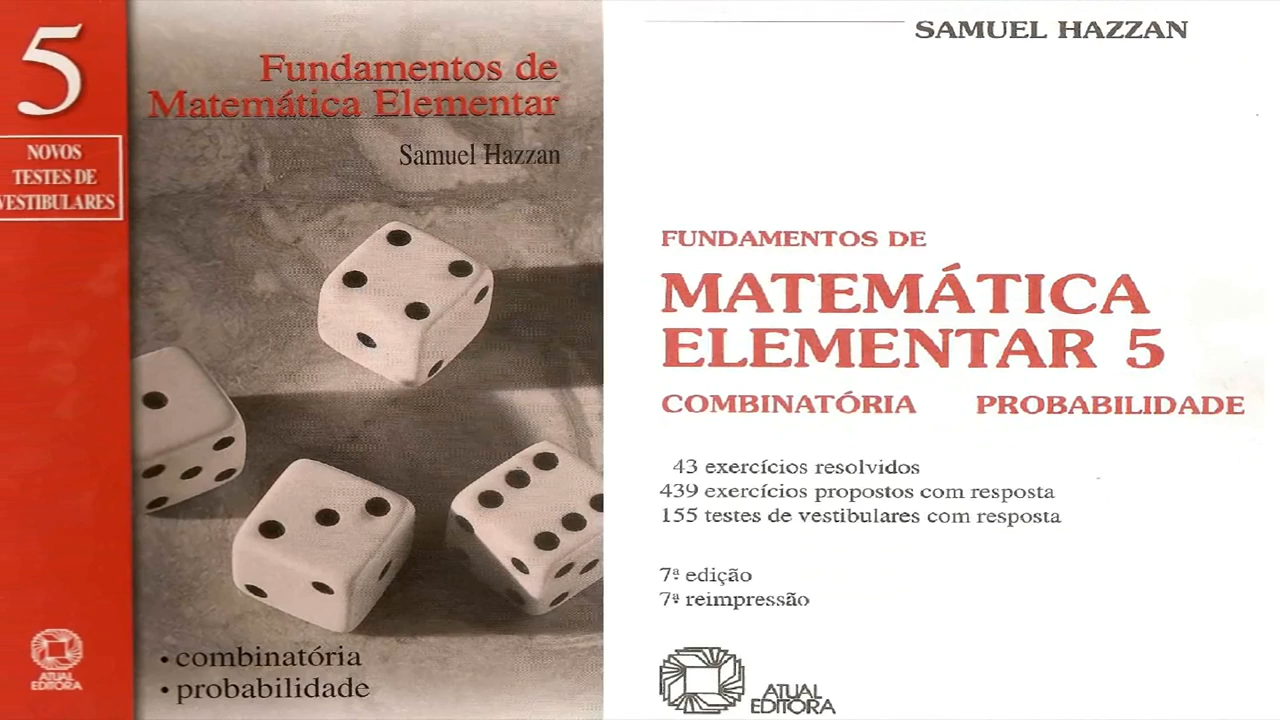 5
NOVOS
TESTES DE
VESTIBULARES
Fundamentos de
Matemática Elementar
Samuel Hazzan
• combinatória
• probabilidade
ATUAL
EDITORA
SAMUEL HAZZAN
FUNDAMENTOS DE
MATEMÁTICA
ELEMENTAR 5
COMBINATÓRIA PROBABILIDADE
43 exercícios resolvidos
439 exercícios propostos com resposta
155 testes de vestibulares com resposta
7ª edição
7ª reimpressão
ATUAL
EDITORA